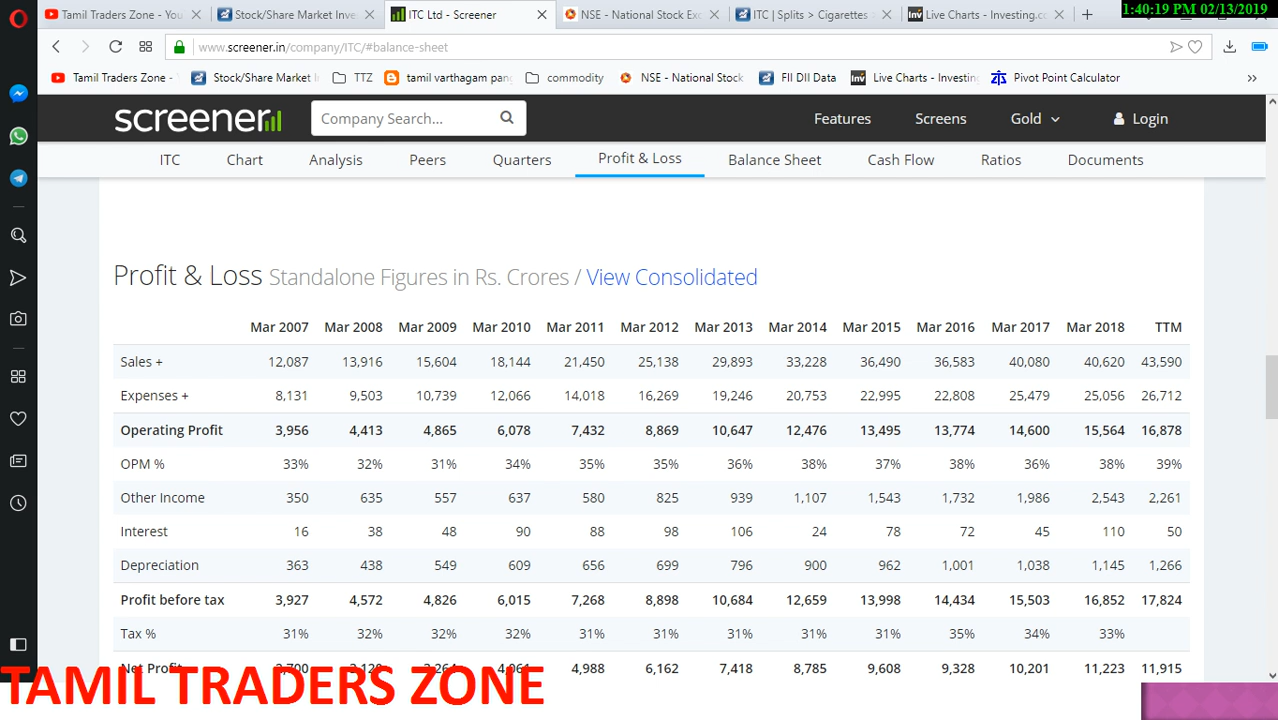 Tamil Traders Zone - You
Stock/Share Market Inve
ITC Ltd - Screener
NSE - National Stock Exc
ITC | Splits > Cigarettes
Live Charts - Investing.co
1:40:19 PM 02/13/2019
www.screener.in/company/ITC/#balance-sheet
Tamil Traders Zone -
Stock/Share Market In
TTZ
tamil varthagam pan
commodity
NSE - National Stock
FII DII Data
Inv Live Charts - Investin
Pivot Point Calculator
screener
Company Search...
Features Screens Gold Login
ITC Chart Analysis Peers Quarters Profit & Loss Balance Sheet Cash Flow Ratios Documents
Profit & Loss Standalone Figures in Rs. Crores / View Consolidated
Mar 2007 Mar 2008 Mar 2009 Mar 2010 Mar 2011 Mar 2012 Mar 2013 Mar 2014 Mar 2015 Mar 2016 Mar 2017 Mar 2018 TTM
Sales + 12,087 13,916 15,604 18,144 21,450 25,138 29,893 33,228 36,490 36,583 40,080 40,620 43,590
Expenses + 8,131 9,503 10,739 12,066 14,018 16,269 19,246 20,753 22,995 22,808 25,479 25,056 26,712
Operating Profit 3,956 4,413 4,865 6,078 7,432 8,869 10,647 12,476 13,495 13,774 14,600 15,564 16,878
OPM % 33% 32% 31% 34% 35% 35% 36% 38% 37% 38% 36% 38% 39%
Other Income 350 635 557 637 580 825 939 1,107 1,543 1,732 1,986 2,543 2,261
Interest 16 38 48 90 88 98 106 24 78 72 45 110 50
Depreciation 363 438 549 609 656 699 796 900 962 1,001 1,038 1,145 1,266
Profit before tax 3,927 4,572 4,826 6,015 7,268 8,898 10,684 12,659 13,998 14,434 15,503 16,852 17,824
Tax % 31% 32% 32% 32% 31% 31% 31% 31% 31% 35% 34% 33%
Net Profit 4,988 6,162 7,418 8,785 9,608 9,328 10,201 11,223 11,915
TAMIL TRADERS ZONE